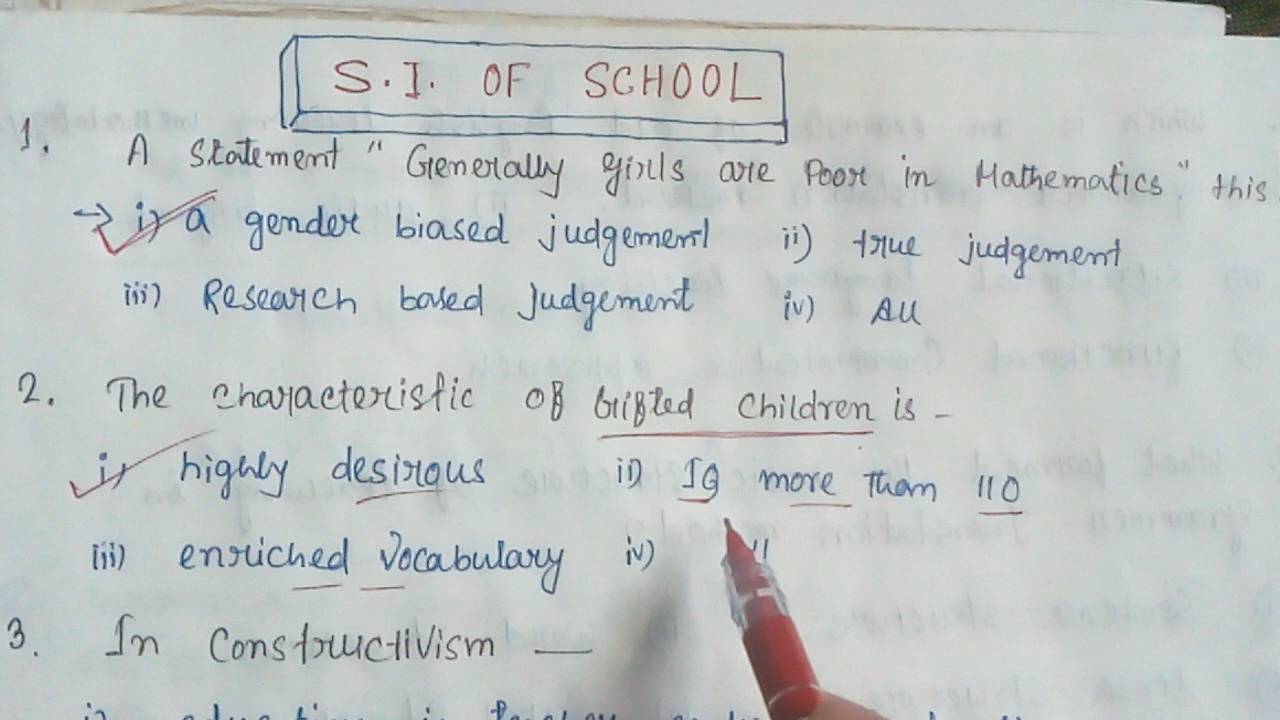 S.I. OF SCHOOL
1. A Statement "Generally girls are Poor in Mathematics" this
→ i) a gender biased judgement ii) true judgement
iii) Research based judgement iv) All
2. The characteristic of Gifted Children is -
i) highly desirous ii) IQ more than 110
iii) enriched Vocabulary iv)
3. In Constructivism —